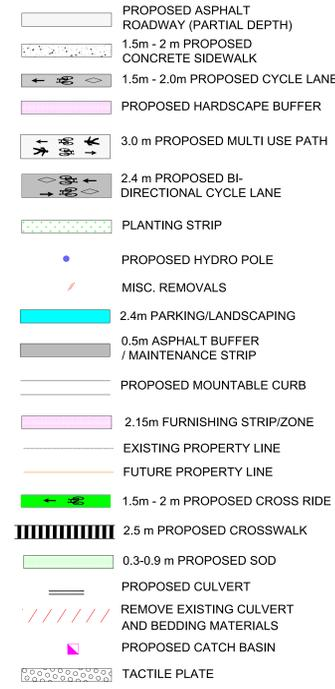 PROPOSED ASPHALT
ROADWAY (PARTIAL DEPTH)
1.5m - 2 m PROPOSED
CONCRETE SIDEWALK
1.5m - 2.0m PROPOSED CYCLE LANE
PROPOSED HARDSCAPE BUFFER
3.0 m PROPOSED MULTI USE PATH
2.4 m PROPOSED BI-
DIRECTIONAL CYCLE LANE
PLANTING STRIP
PROPOSED HYDRO POLE
MISC. REMOVALS
2.4m PARKING/LANDSCAPING
0.5m ASPHALT BUFFER
/ MAINTENANCE STRIP
PROPOSED MOUNTABLE CURB
2.15m FURNISHING STRIP/ZONE
EXISTING PROPERTY LINE
FUTURE PROPERTY LINE
1.5m - 2 m PROPOSED CROSS RIDE
2.5 m PROPOSED CROSSWALK
0.3-0.9 m PROPOSED SOD
PROPOSED CULVERT
REMOVE EXISTING CULVERT
AND BEDDING MATERIALS
PROPOSED CATCH BASIN
TACTILE PLATE